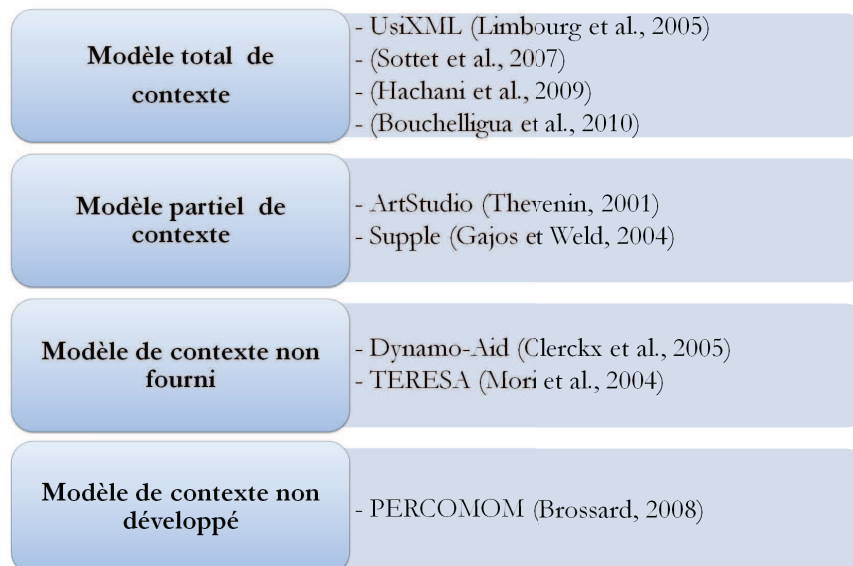 Modèle total de
contexte
- UsiXML (Limbourg et al., 2005)
- (Sottet et al., 2007)
- (Hachani et al., 2009)
- (Bouchelligua et al., 2010)
Modèle partiel de
contexte
- ArtStudio (Thevenin, 2001)
- Supple (Gajos et Weld, 2004)
Modèle de contexte non
fourni
- Dynamo-Aid (Clerckx et al., 2005)
- TERESA (Mori et al., 2004)
Modèle de contexte non
développé
- PERCOMOM (Brossard, 2008)